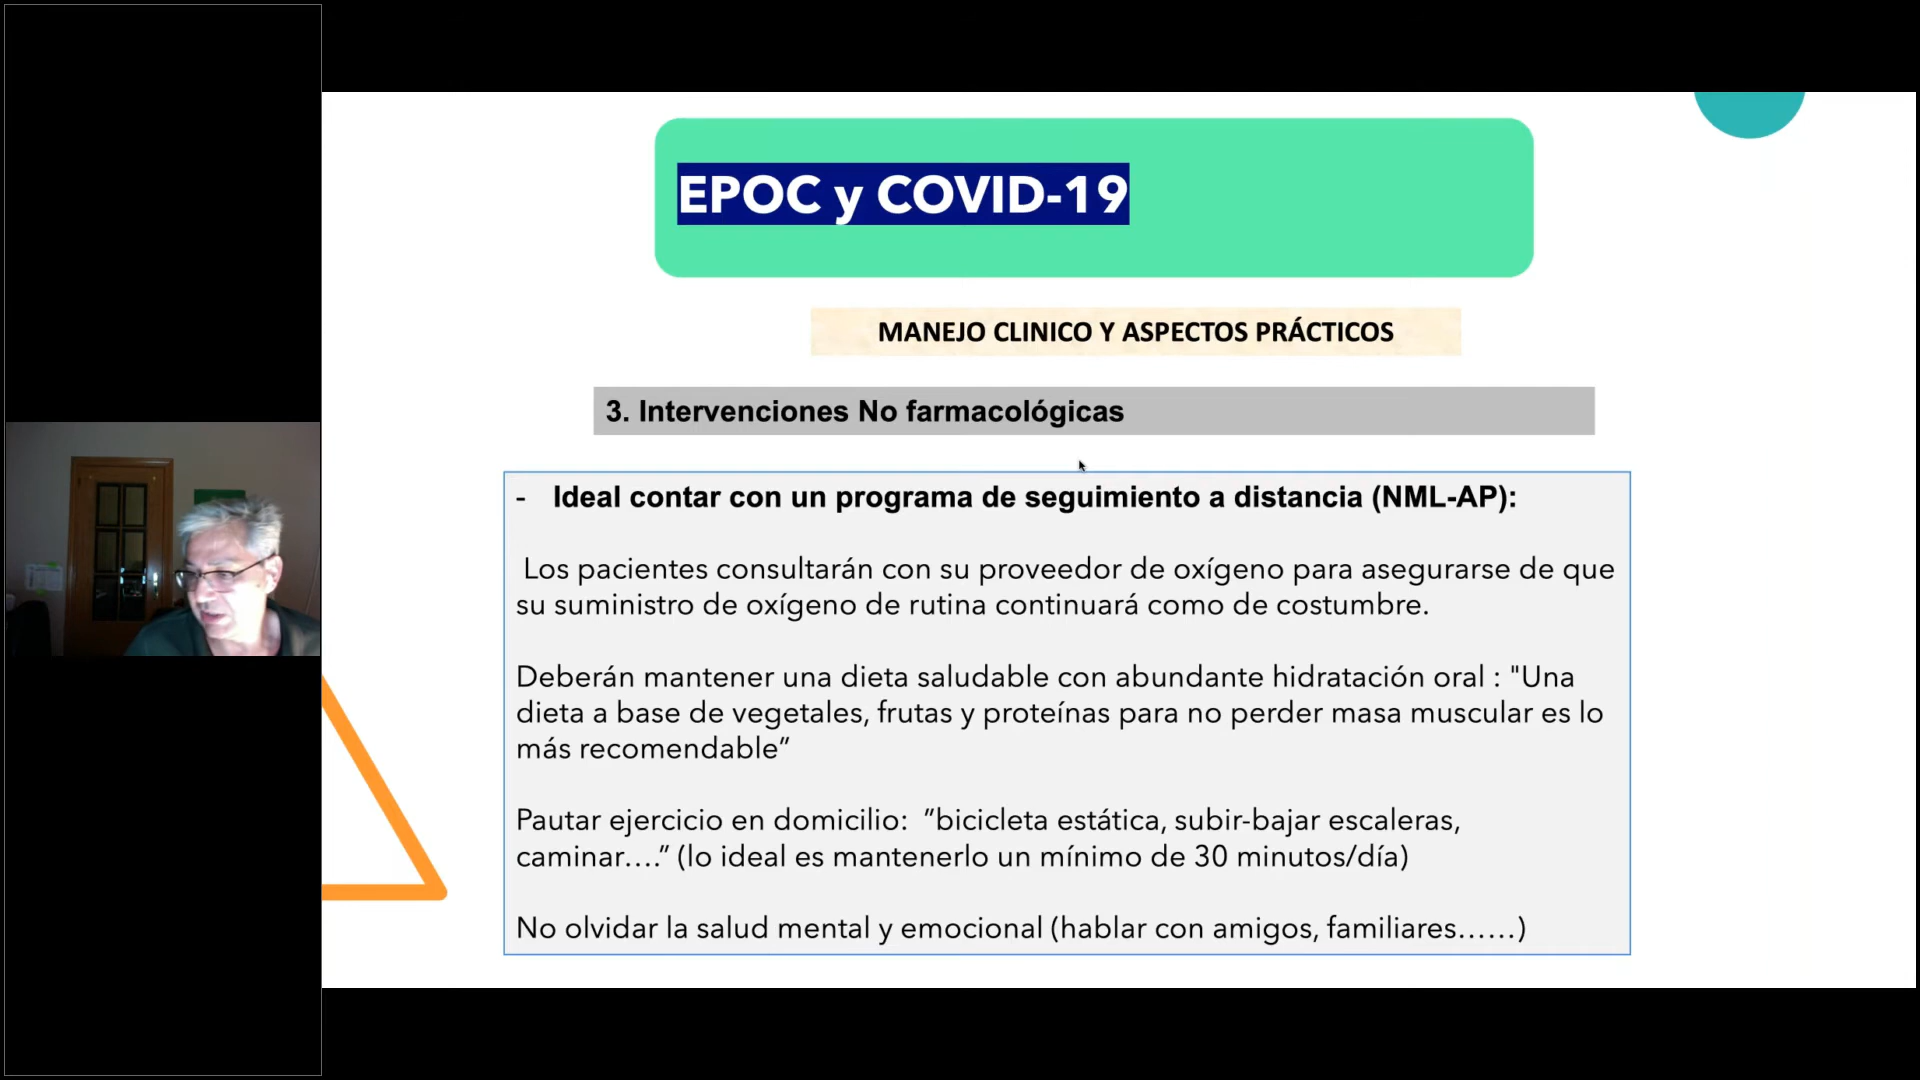 EPOC y COVID-19
MANEJO CLINICO Y ASPECTOS PRÁCTICOS
3. Intervenciones No farmacológicas
- Ideal contar con un programa de seguimiento a distancia (NML-AP):
Los pacientes consultarán con su proveedor de oxígeno para asegurarse de que
su suministro de oxígeno de rutina continuará como de costumbre.
Deberán mantener una dieta saludable con abundante hidratación oral : "Una
dieta a base de vegetales, frutas y proteínas para no perder masa muscular es lo
más recomendable”
Pautar ejercicio en domicilio:  ”bicicleta estática, subir-bajar escaleras,
caminar….” (lo ideal es mantenerlo un mínimo de 30 minutos/día)
No olvidar la salud mental y emocional (hablar con amigos, familiares……)